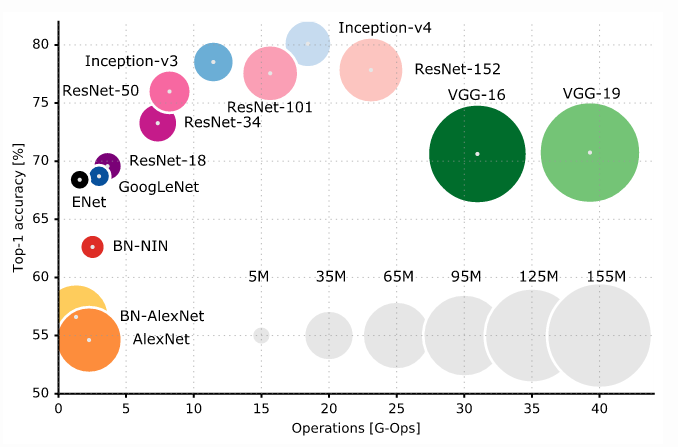 Inception-v4
80
Inception-v3
ResNet-152
ResNet-50
VGG-16
VGG-19
75
ResNet-101
ResNet-34
70
ResNet-18
GoogLeNet
ENet
65
BN-NIN
60
5M 35M 65M 95M 125M 155M
BN-AlexNet
55
AlexNet
50
0 5 10 15 20 25 30 35 40
Operations [G-Ops]
Top-1 accuracy [%]